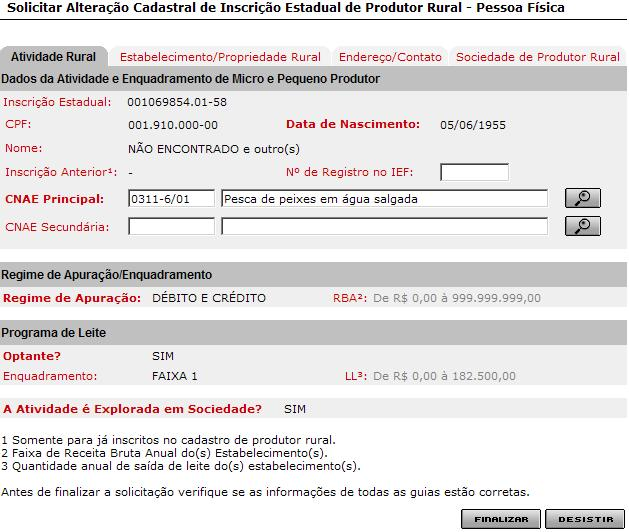 Solicitar Alteração Cadastral de Inscrição Estadual de Produtor Rural - Pessoa Física
Atividade Rural Estabelecimento/Propriedade Rural Endereço/Contato Sociedade de Produtor Rural
Dados da Atividade e Enquadramento de Micro e Pequeno Produtor
Inscrição Estadual: 001069854.01-58
CPF: 001.910.000-00 Data de Nascimento: 05/06/1955
Nome: NÃO ENCONTRADO e outro(s)
Inscrição Anterior¹: - Nº de Registro no IEF:
CNAE Principal: 0311-6/01 Pesca de peixes em água salgada
CNAE Secundária:
Regime de Apuração/Enquadramento
Regime de Apuração: DÉBITO E CRÉDITO RBA²: De R$ 0,00 à 999.999.999,00
Programa de Leite
Optante? SIM
Enquadramento: FAIXA 1 LL³: De R$ 0,00 à 182.500,00
A Atividade é Explorada em Sociedade? SIM
1 Somente para já inscritos no cadastro de produtor rural.
2 Faixa de Receita Bruta Anual do(s) Estabelecimento(s).
3 Quantidade anual de saída de leite do(s) estabelecimento(s).
Antes de finalizar a solicitação verifique se as informações de todas as guias estão corretas.
FINALIZAR DESISTIR